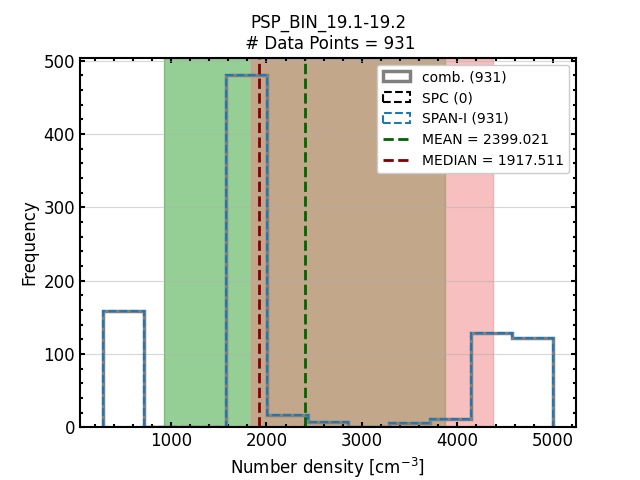 PSP_BIN_19.1-19.2
# Data Points = 931
500
400
300
200
100
0
Frequency
comb. (931)
SPC (0)
SPAN-I (931)
MEAN = 2399.021
MEDIAN = 1917.511
1000 2000 3000 4000 5000
Number density [cm⁻³]